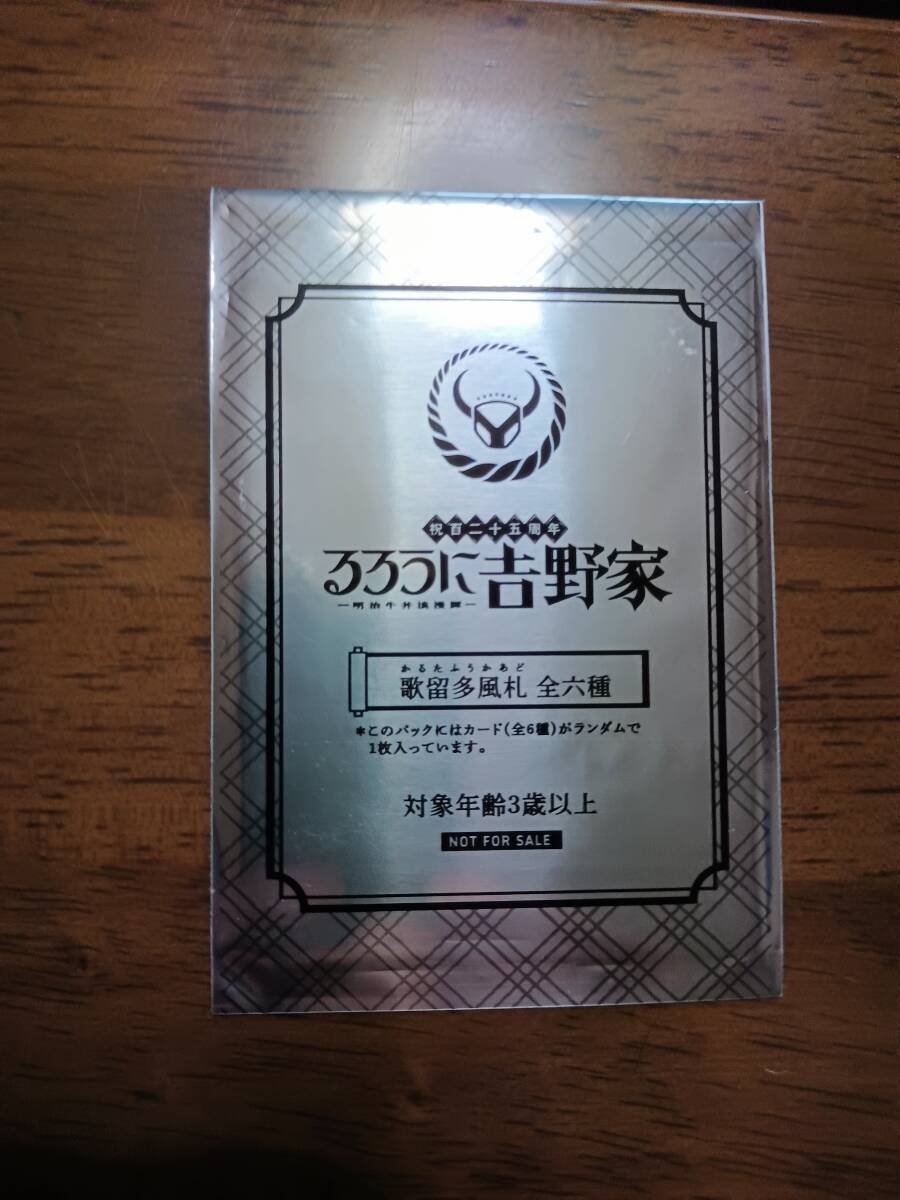 祝百二十五周年
るろうに𠮷野家
―明治牛丼浪漫譚―
かるたふうかあど
歌留多風札 全六種
*このパックにはカード(全6種)がランダムで
1枚入っています。
対象年齢3歳以上
NOT FOR SALE